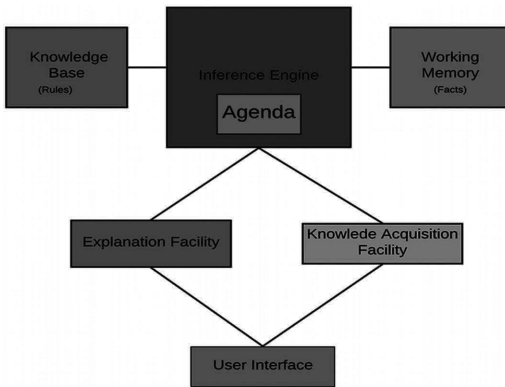 Knowledge
Base
(Rules)
Inference Engine
Agenda
Working
Memory
(Facts)
Explanation Facility
Knowlede Acquisition
Facility
User Interface